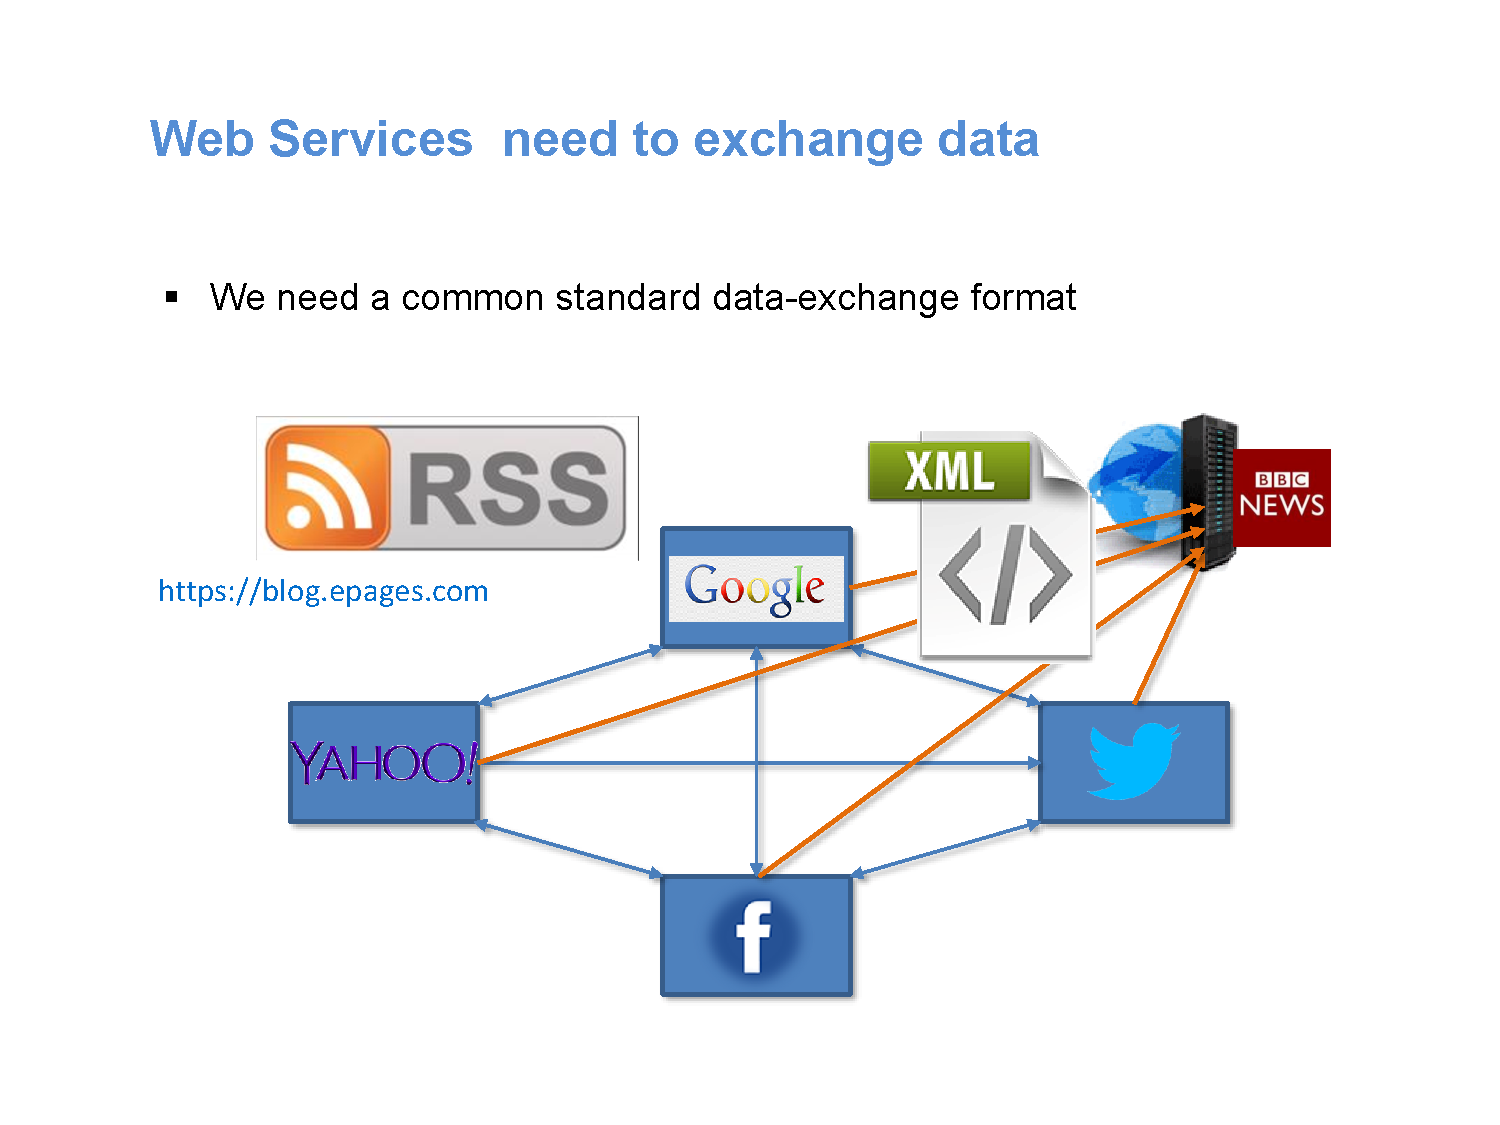 Web Services need to exchange data
▪ We need a common standard data-exchange format
RSS
XML
</>
BBC
NEWS
https://blog.epages.com
Google
YAHOO!
f